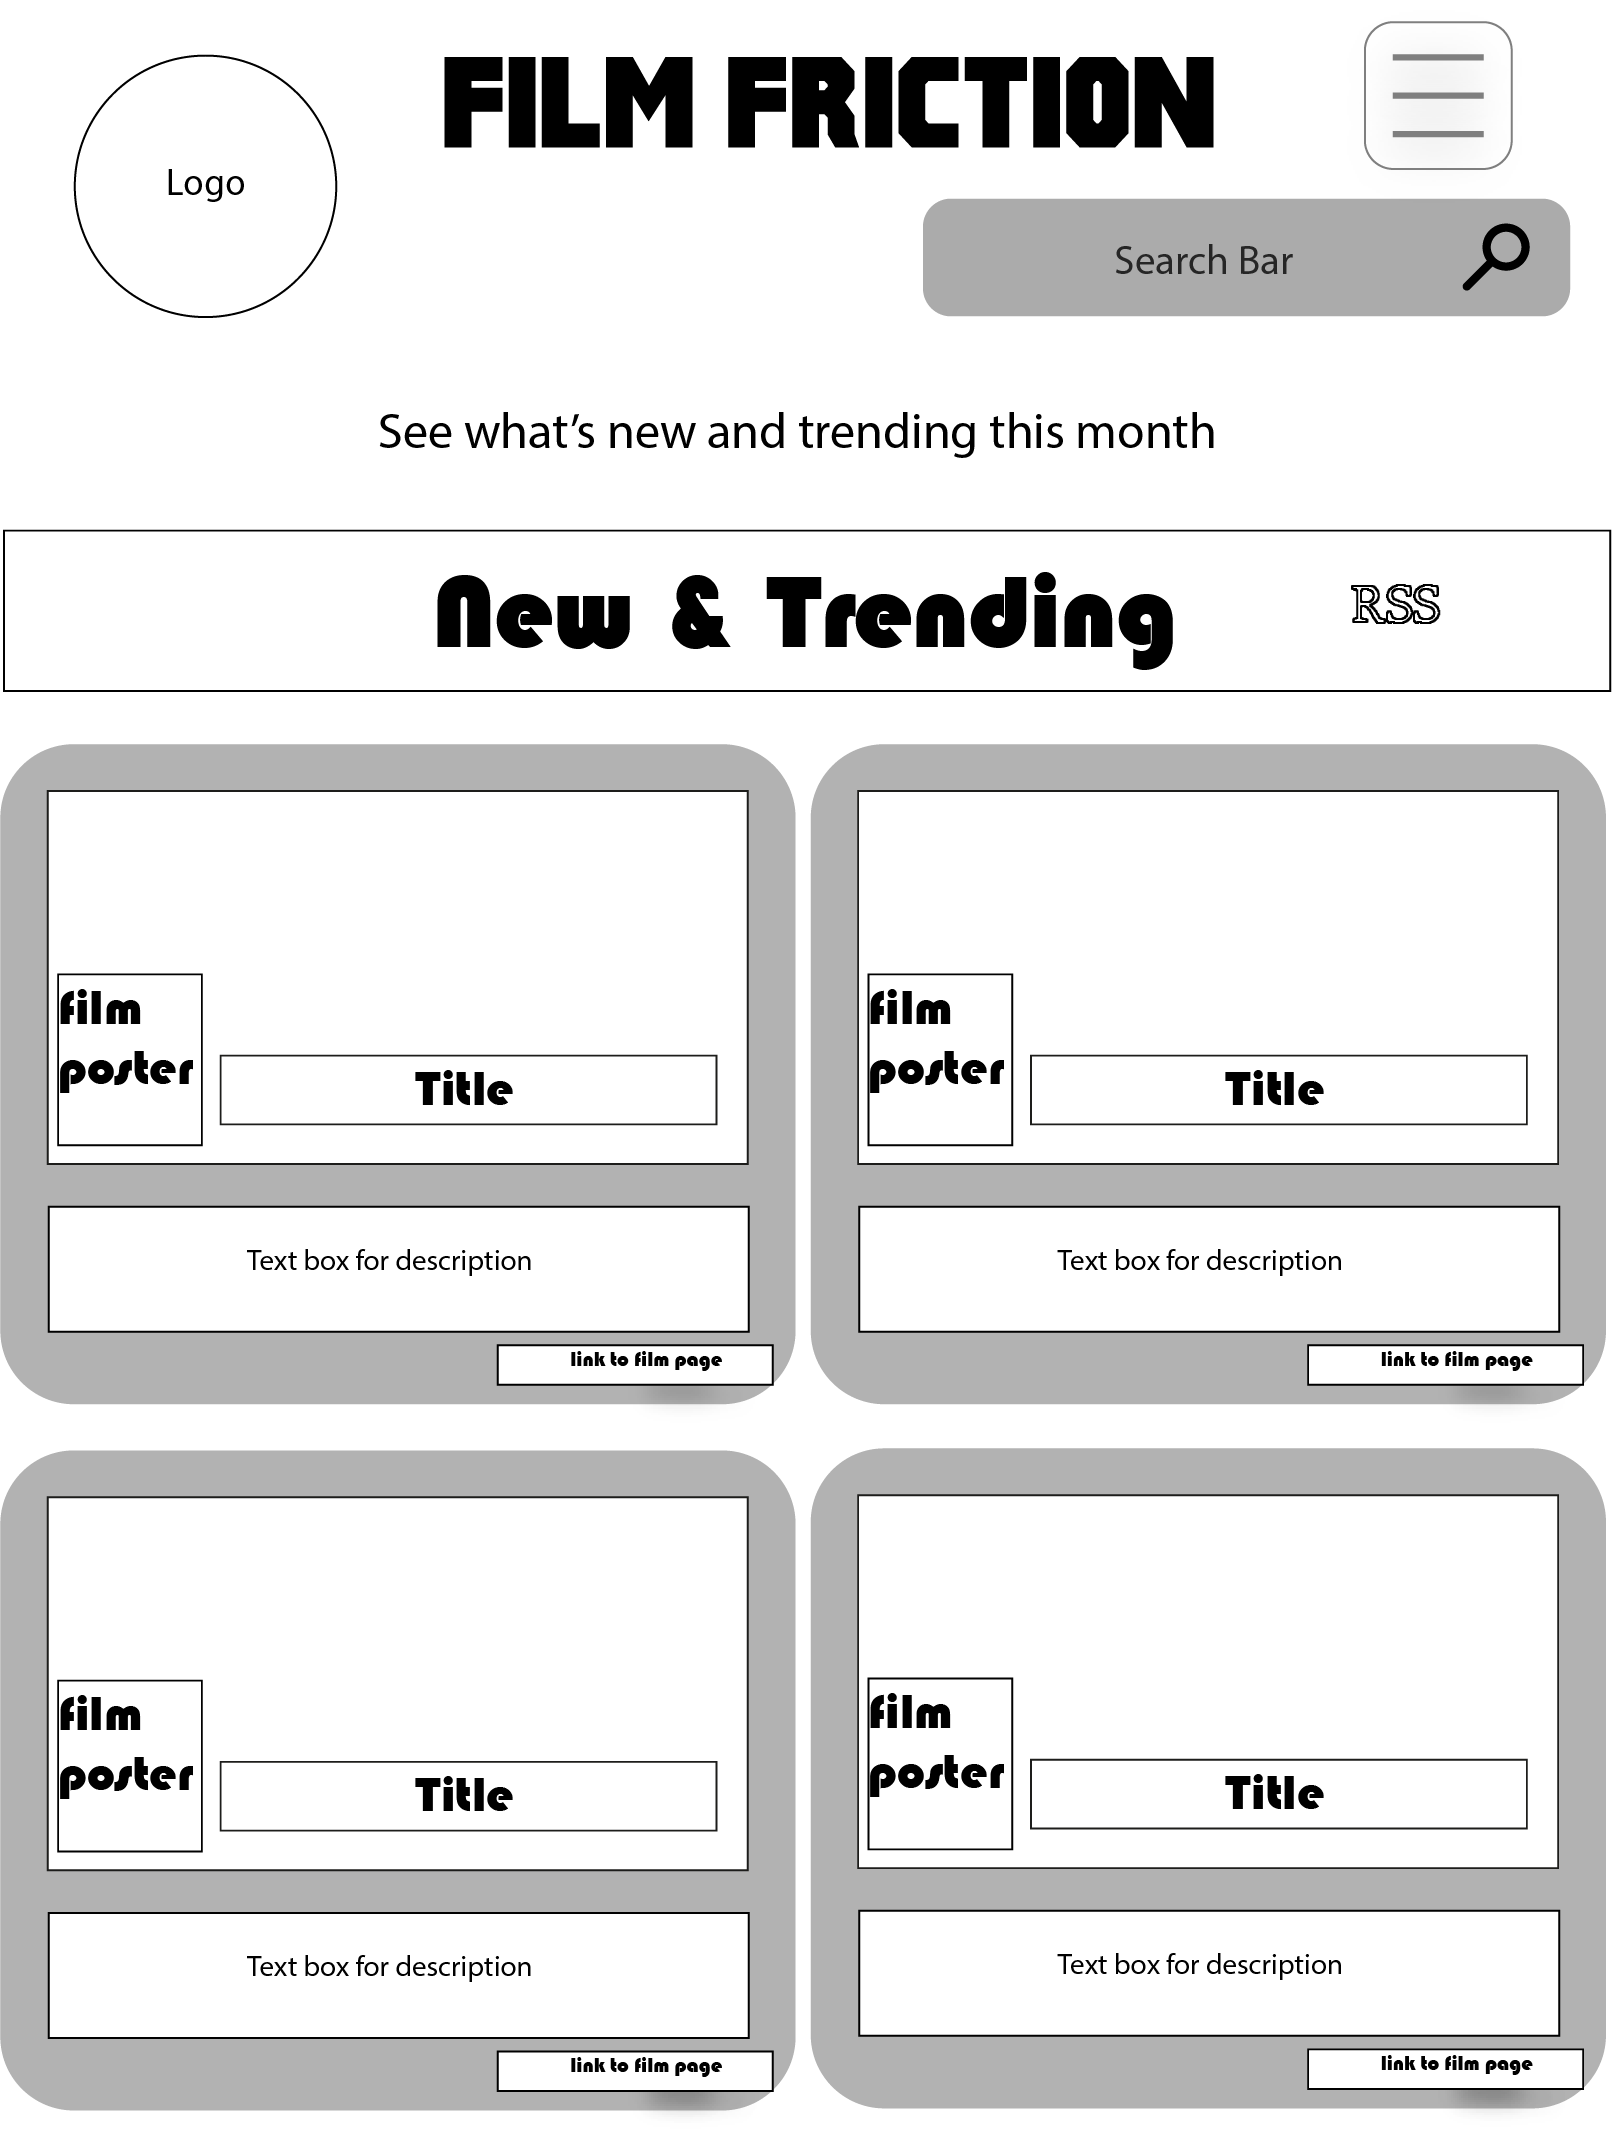 FILM FRICTION
Logo
Search Bar
See what’s new and trending this month
New & Trending
RSS
film
poster
Title
Text box for description
link to film page
film
poster
Title
Text box for description
link to film page
film
poster
Title
Text box for description
link to film page
film
poster
Title
Text box for description
link to film page